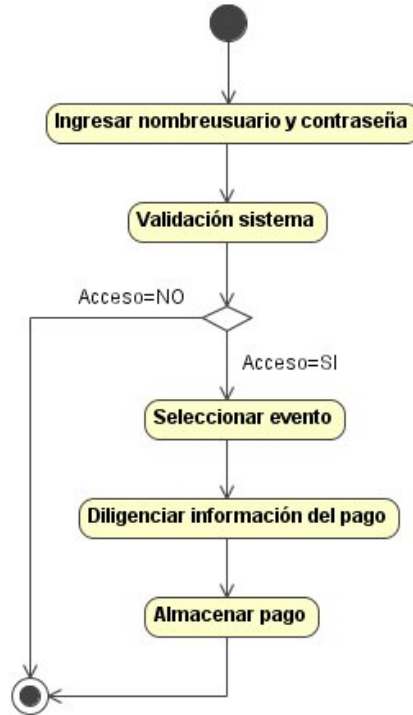 Ingresar nombreusuario y contraseña
Validación sistema
Acceso=NO
Acceso=SI
Seleccionar evento
Diligenciar información del pago
Almacenar pago